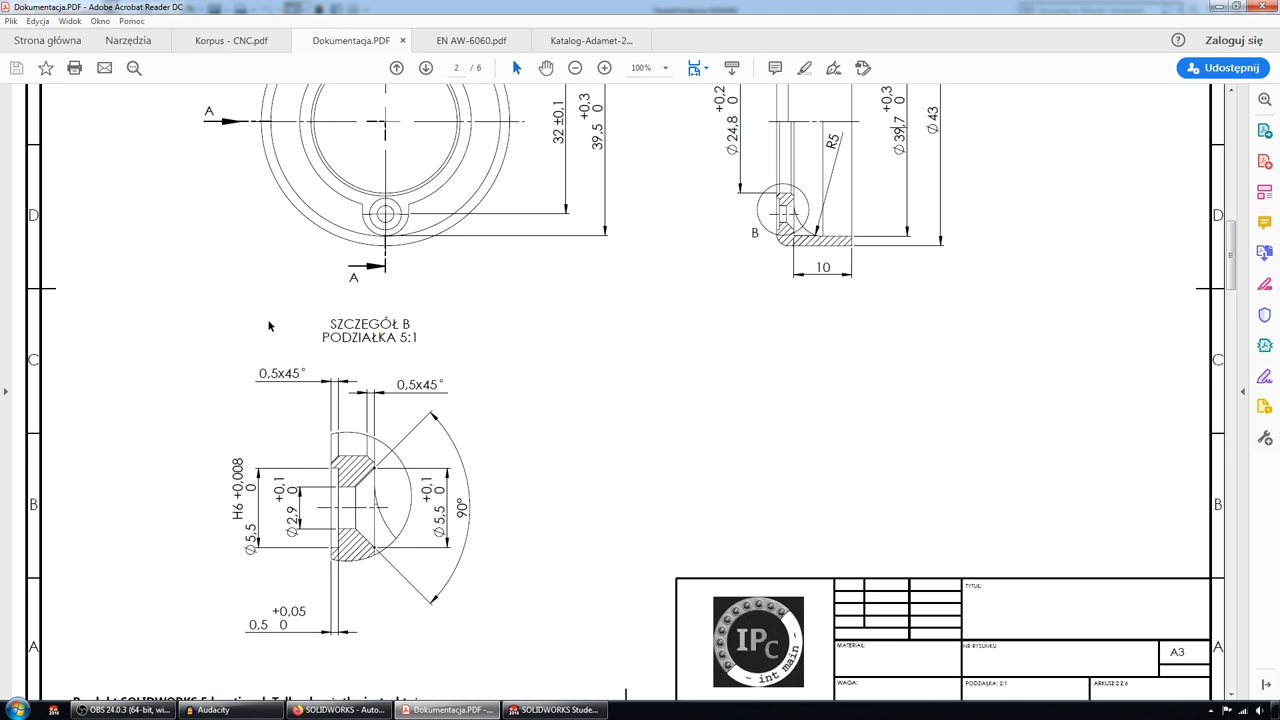 Dokumentacja.PDF - Adobe Acrobat Reader DC
Plik Edycja Widok Okno Pomoc
Strona główna Narzędzia Korpus - CNC.pdf Dokumentacja.PDF × EN AW-6060.pdf Katalog-Adamet-2... Zaloguj się
2 / 6 100% Udostępnij
A
32 ±0,1
+0,3
39,5 0
+0,2
Ø 24,8 0
R5
+0,3
Ø 39,7 0
Ø 43
D
D
B
A
10
SZCZEGÓŁ B
PODZIAŁKA 5:1
C
C
0,5x45°
0,5x45°
H6 +0,008
Ø 5,5 0
+0,1
Ø 2,9 0
+0,1
Ø 5,5 0
90°
B
B
+0,05
0,5 0
IPC
- int main -
TYTUŁ:
MATERIAŁ:
NR RYSUNKU
A3
A
A
WAGA:
PODZIAŁKA: 2:1
ARKUSZ 2 Z 6
OBS 24.0.3 (64-bit, wi... Audacity SOLIDWORKS - Auto... Dokumentacja.PDF -... SOLIDWORKS Stude...